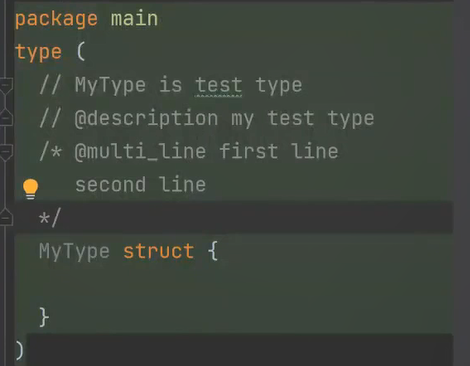 package main
type (
  // MyType is test type
  // @description my test type
  /* @multi_line first line
     second line
  */
  MyType struct {

  }
)